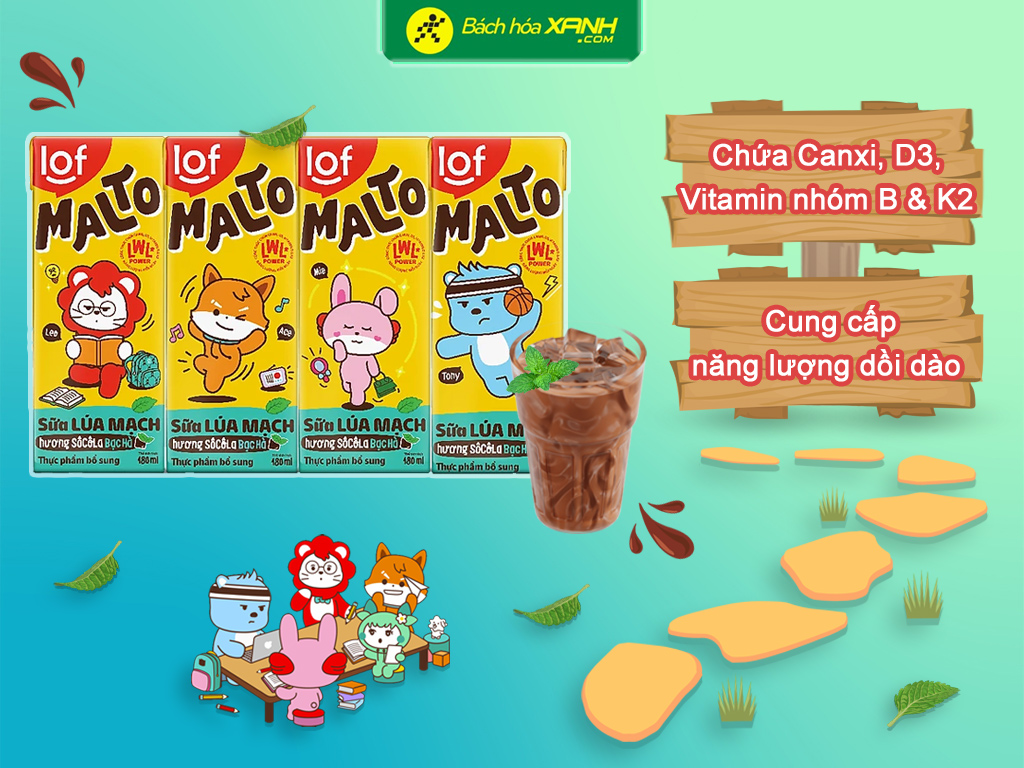 Bách hóa XANH
.COM
Chứa Canxi, D3,
Vitamin nhóm B & K2
Cung cấp
năng lượng dồi dào
lof
MALTO
LWL+
POWER
Leo
Sữa LÚA MẠCH
hương SôCôLa Bạc Hà
Thực phẩm bổ sung
180ml
lof
MALTO
LWL+
POWER
Ace
Sữa LÚA MẠCH
hương SôCôLa Bạc Hà
Thực phẩm bổ sung
180ml
lof
MALTO
LWL+
POWER
Mie
Sữa LÚA MẠCH
hương SôCôLa Bạc Hà
Thực phẩm bổ sung
180ml
lof
MALTO
LWL+
POWER
Tony
Sữa LÚA M
hương SôCôLa Bạc H
Thực phẩm bổ sung